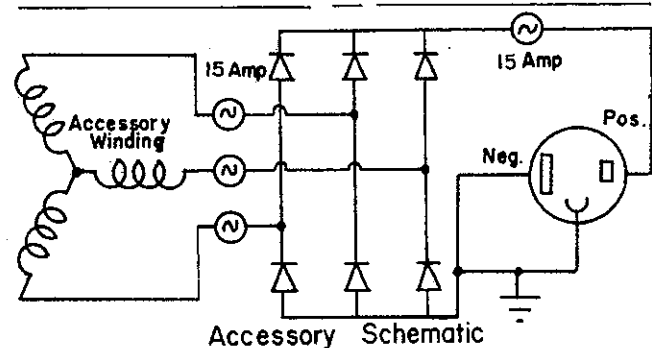 15 Amp
15 Amp
Accessory
Winding
Pos.
Neg.
Accessory Schematic